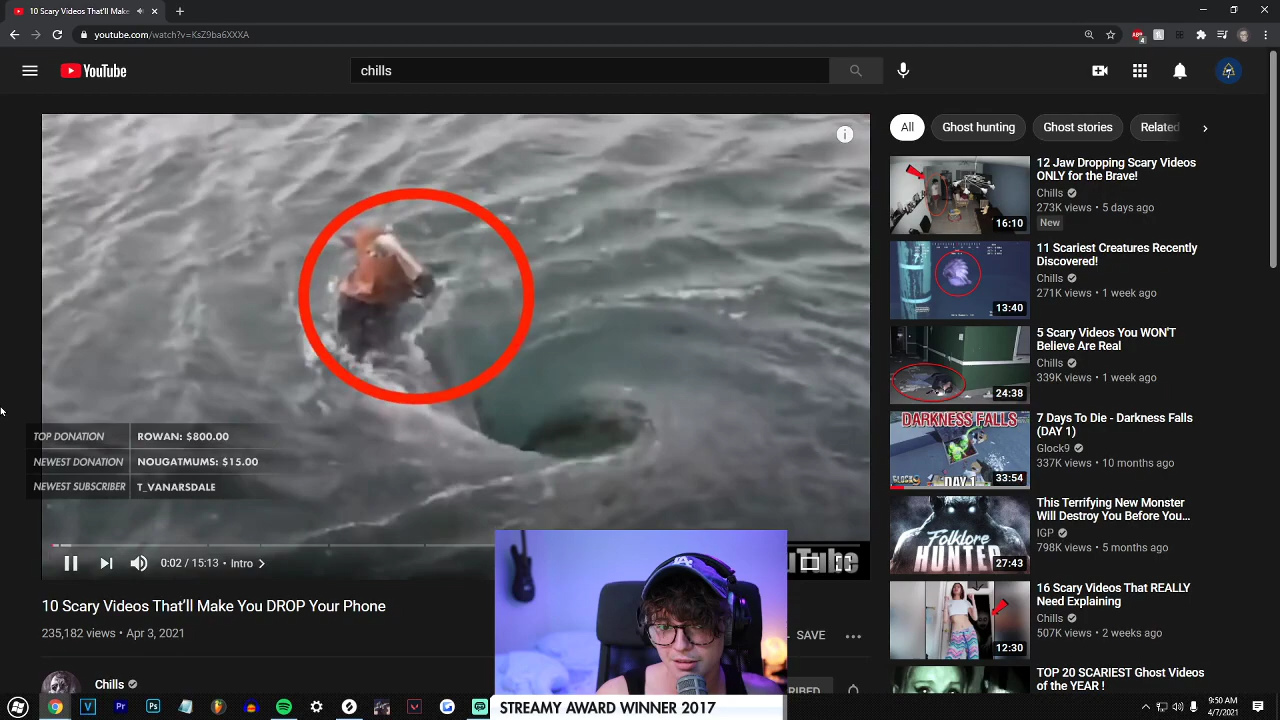 10 Scary Videos That'll Make
youtube.com/watch?v=KsZ9ba6XXXA
4
YouTube
chills
All
Ghost hunting
Ghost stories
Related
12 Jaw Dropping Scary Videos
ONLY for the Brave!
Chills
273K views • 5 days ago
New
16:10
11 Scariest Creatures Recently
Discovered!
Chills
271K views • 1 week ago
13:40
5 Scary Videos You WON'T
Believe Are Real
Chills
339K views • 1 week ago
24:38
DARKNESS FALLS
GLOCK9
DAY 1
33:54
7 Days To Die - Darkness Falls
(DAY 1)
Glock9
337K views • 10 months ago
Folklore
HUNTER
27:43
This Terrifying New Monster
Will Destroy You Before You...
IGP
798K views • 5 months ago
12:30
16 Scary Videos That REALLY
Need Explaining
Chills
507K views • 2 weeks ago
TOP 20 SCARIEST Ghost Videos
of the YEAR !
TOP DONATION
ROWAN: $800.00
NEWEST DONATION
NOUGATMUMS: $15.00
NEWEST SUBSCRIBER
T_VANARSDALE
0:02 / 15:13 • Intro
uTube
10 Scary Videos That'll Make You DROP Your Phone
235,182 views • Apr 3, 2021
SAVE
Chills
RIBED
STREAMY AWARD WINNER 2017
9:50 AM
4/7/2021